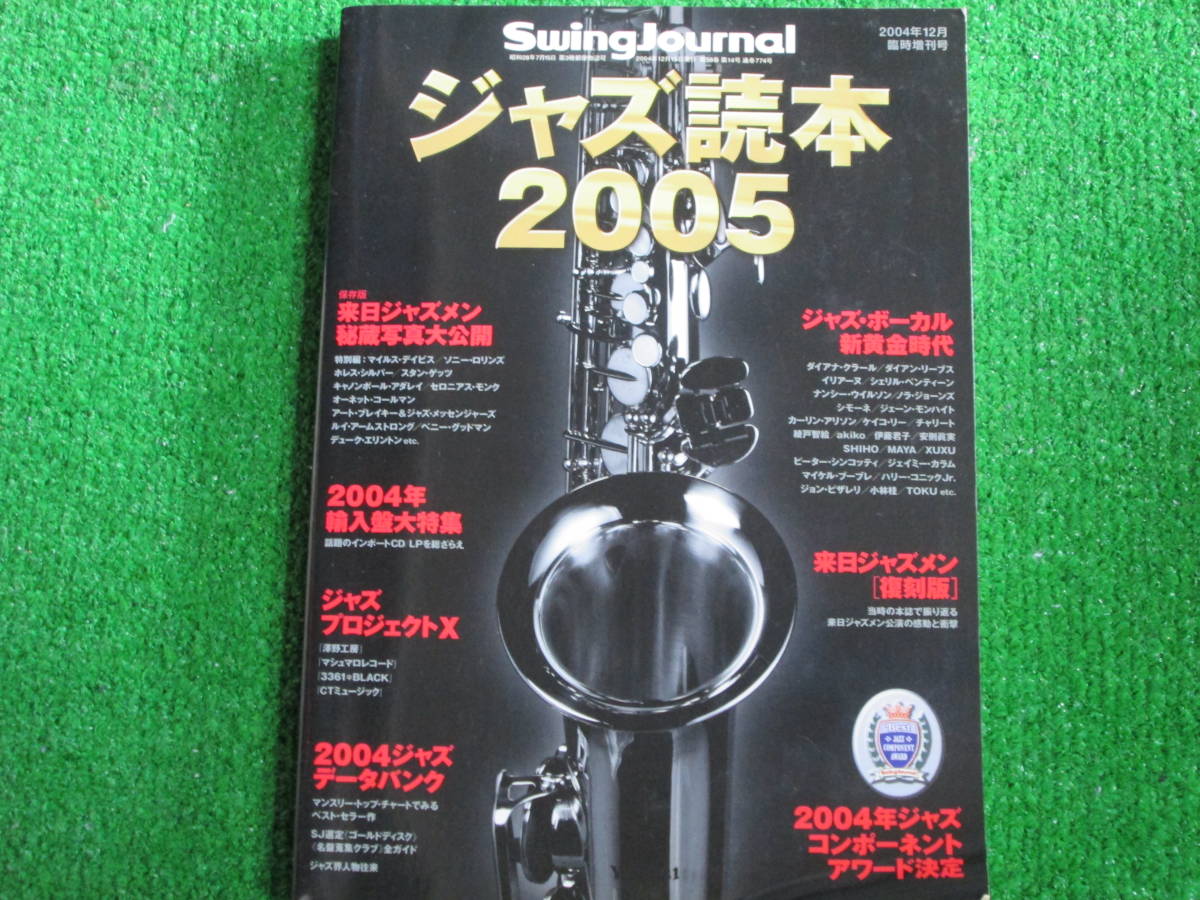 SwingJournal
2004年12月
臨時増刊号
ジャズ読本
2005
保存版
来日ジャズメン
秘蔵写真大公開
特別編：マイルス・デイビス／ソニー・ロリンズ
ホレス・シルバー／スタン・ゲッツ
キャノンボール・アダレイ／セロニアス・モンク
オーネット・コールマン
アート・ブレイキー＆ジャズ・メッセンジャーズ
ルイ・アームストロング／ベニー・グッドマン
デューク・エリントン etc.
2004年
輸入盤大特集
話題のインポートCD/LPを総ざらえ
ジャズ
プロジェクトX
[澤野工房]
[マシュマロレコード]
[3361*BLACK]
[CTミュージック]
2004ジャズ
データバンク
マンスリー・トップ・チャートでみる
ベスト・セラー作
SJ選定〈ゴールドディスク〉
〈名盤蒐集クラブ〉全ガイド
ジャズ界人物往来
ジャズ・ボーカル
新黄金時代
ダイアナ・クラール／ダイアン・リーブス
イリアーヌ／シェリル・ベンティーン
ナンシー・ウイルソン／ノラ・ジョーンズ
シモーネ／ジェーン・モンハイト
カーリン・アリソン／ケイコ・リー／チャリート
綾戸智絵／akiko／伊藤君子／安則眞実
SHIHO／MAYA／XUXU
ピーター・シンコッティ／ジェイミー・カラム
マイケル・ブーブレ／ハリー・コニックJr.
ジョン・ピザレリ／小林桂／TOKU etc.
来日ジャズメン
[復刻版]
当時の本誌で振り返る
来日ジャズメン公演の感動と衝撃
JAZZ
COMPONENT
AWARD
SwingJournal
2004年ジャズ
コンポーネント
アワード決定